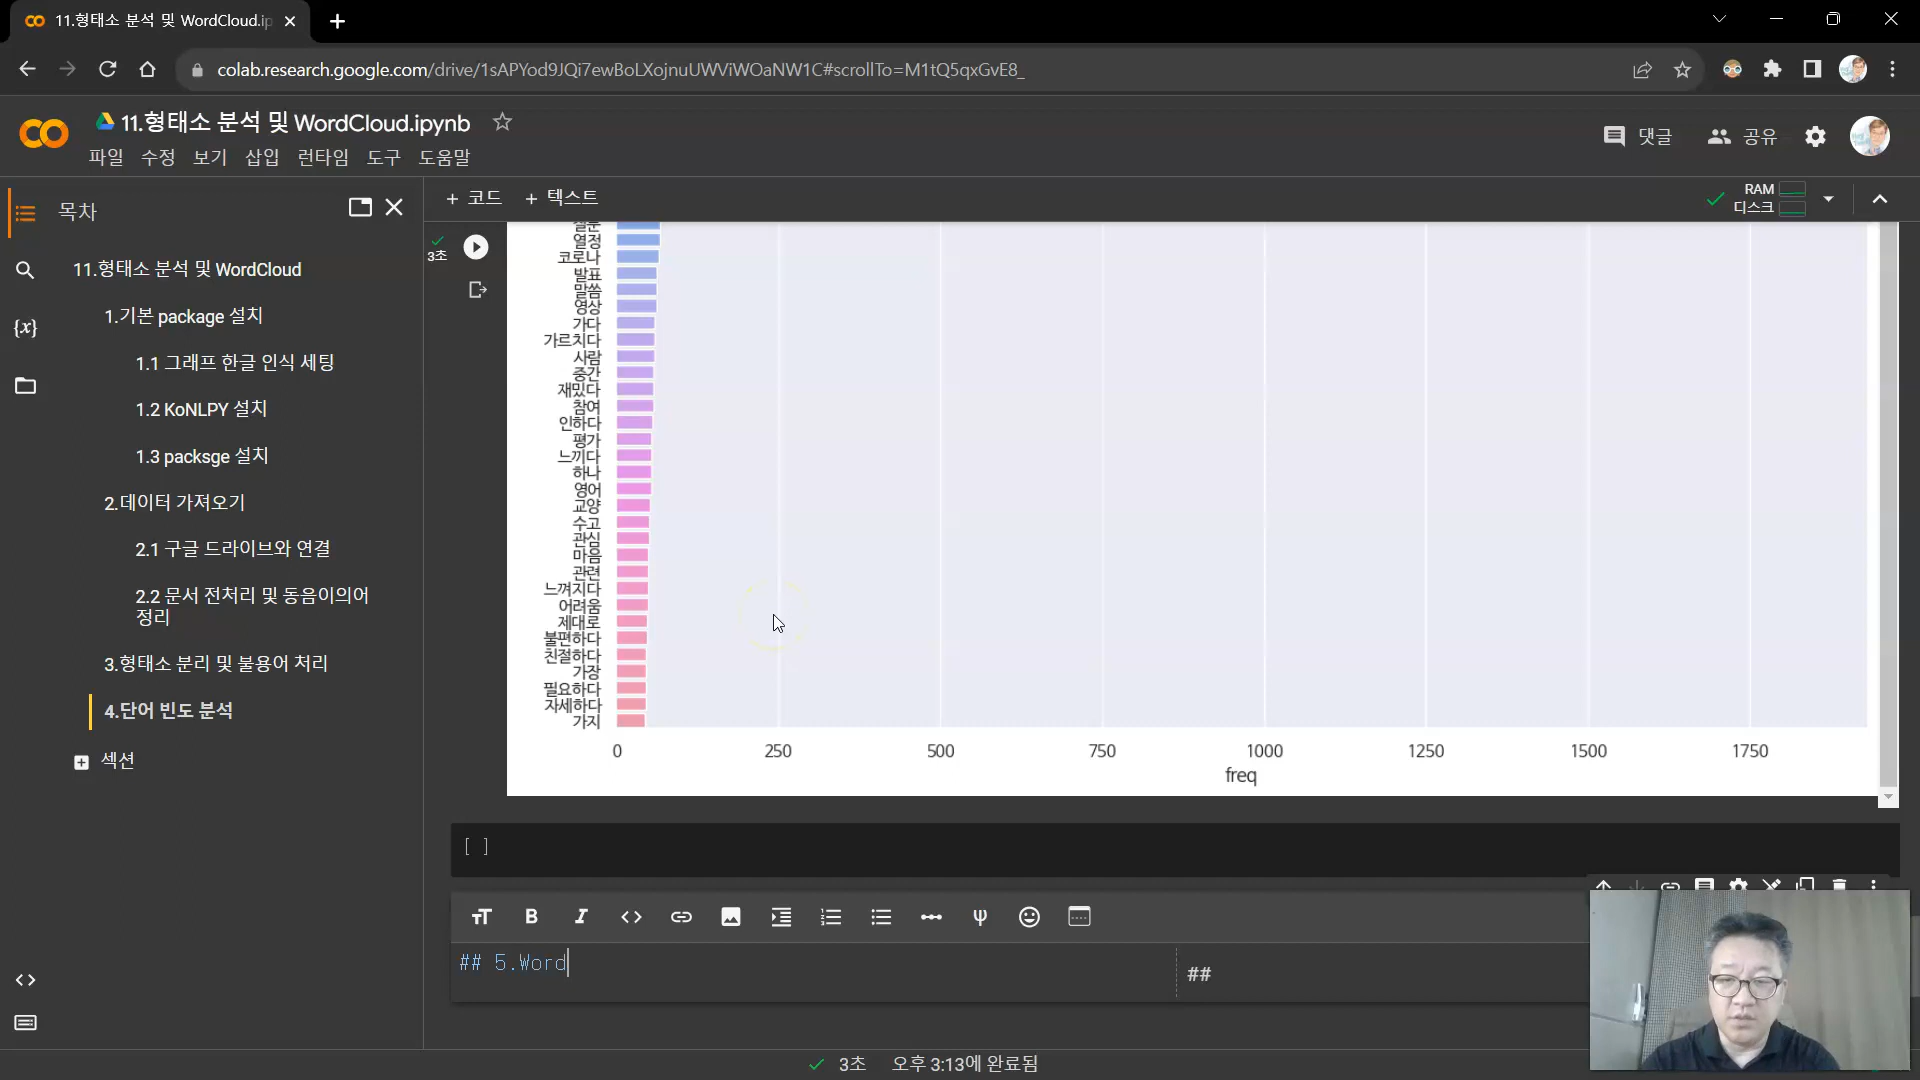 11.형태소 분석 및 WordCloud.ip
colab.research.google.com/drive/1sAPYod9JQi7ewBoLXojnuUWViWOaNW1C#scrollTo=M1tQ5qxGvE8_
11.형태소 분석 및 WordCloud.ipynb
댓글
공유
파일 수정 보기 삽입 런타임 도구 도움말
목차
+ 코드 + 텍스트
RAM
디스크
11.형태소 분석 및 WordCloud
1.기본 package 설치
1.1 그래프 한글 인식 세팅
1.2 KoNLPY 설치
1.3 packsge 설치
2.데이터 가져오기
2.1 구글 드라이브와 연결
2.2 문서 전처리 및 동음이의어
정리
3.형태소 분리 및 불용어 처리
4.단어 빈도 분석
섹션
{x}
3초
열정
코로나
발표
말씀
영상
가다
가르치다
사람
중간
재밌다
참여
인하다
평가
느끼다
하나
영어
교양
수고
관심
마음
관련
느껴지다
어려움
제대로
불편하다
친절하다
가장
필요하다
자세하다
가지
0 250 500 750 1000 1250 1500 1750
freq
[ ]
## 5.Word
##
3초 오후 3:13에 완료됨